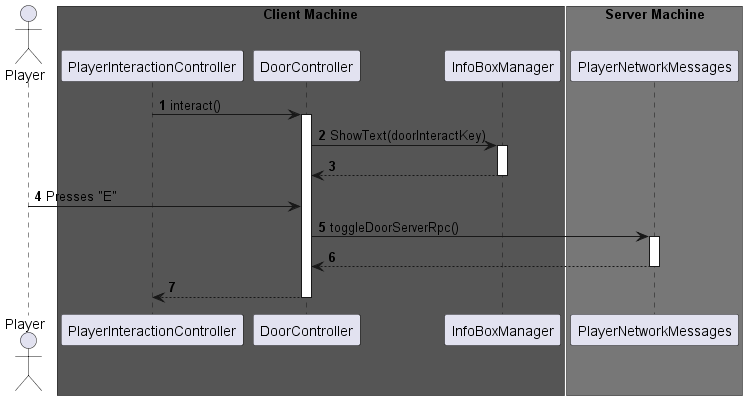 Client Machine
Server Machine
Player
PlayerInteractionController
DoorController
InfoBoxManager
PlayerNetworkMessages
1 interact()
2 ShowText(doorInteractKey)
3
4 Presses "E"
5 toggleDoorServerRpc()
6
7
Player
PlayerInteractionController
DoorController
InfoBoxManager
PlayerNetworkMessages